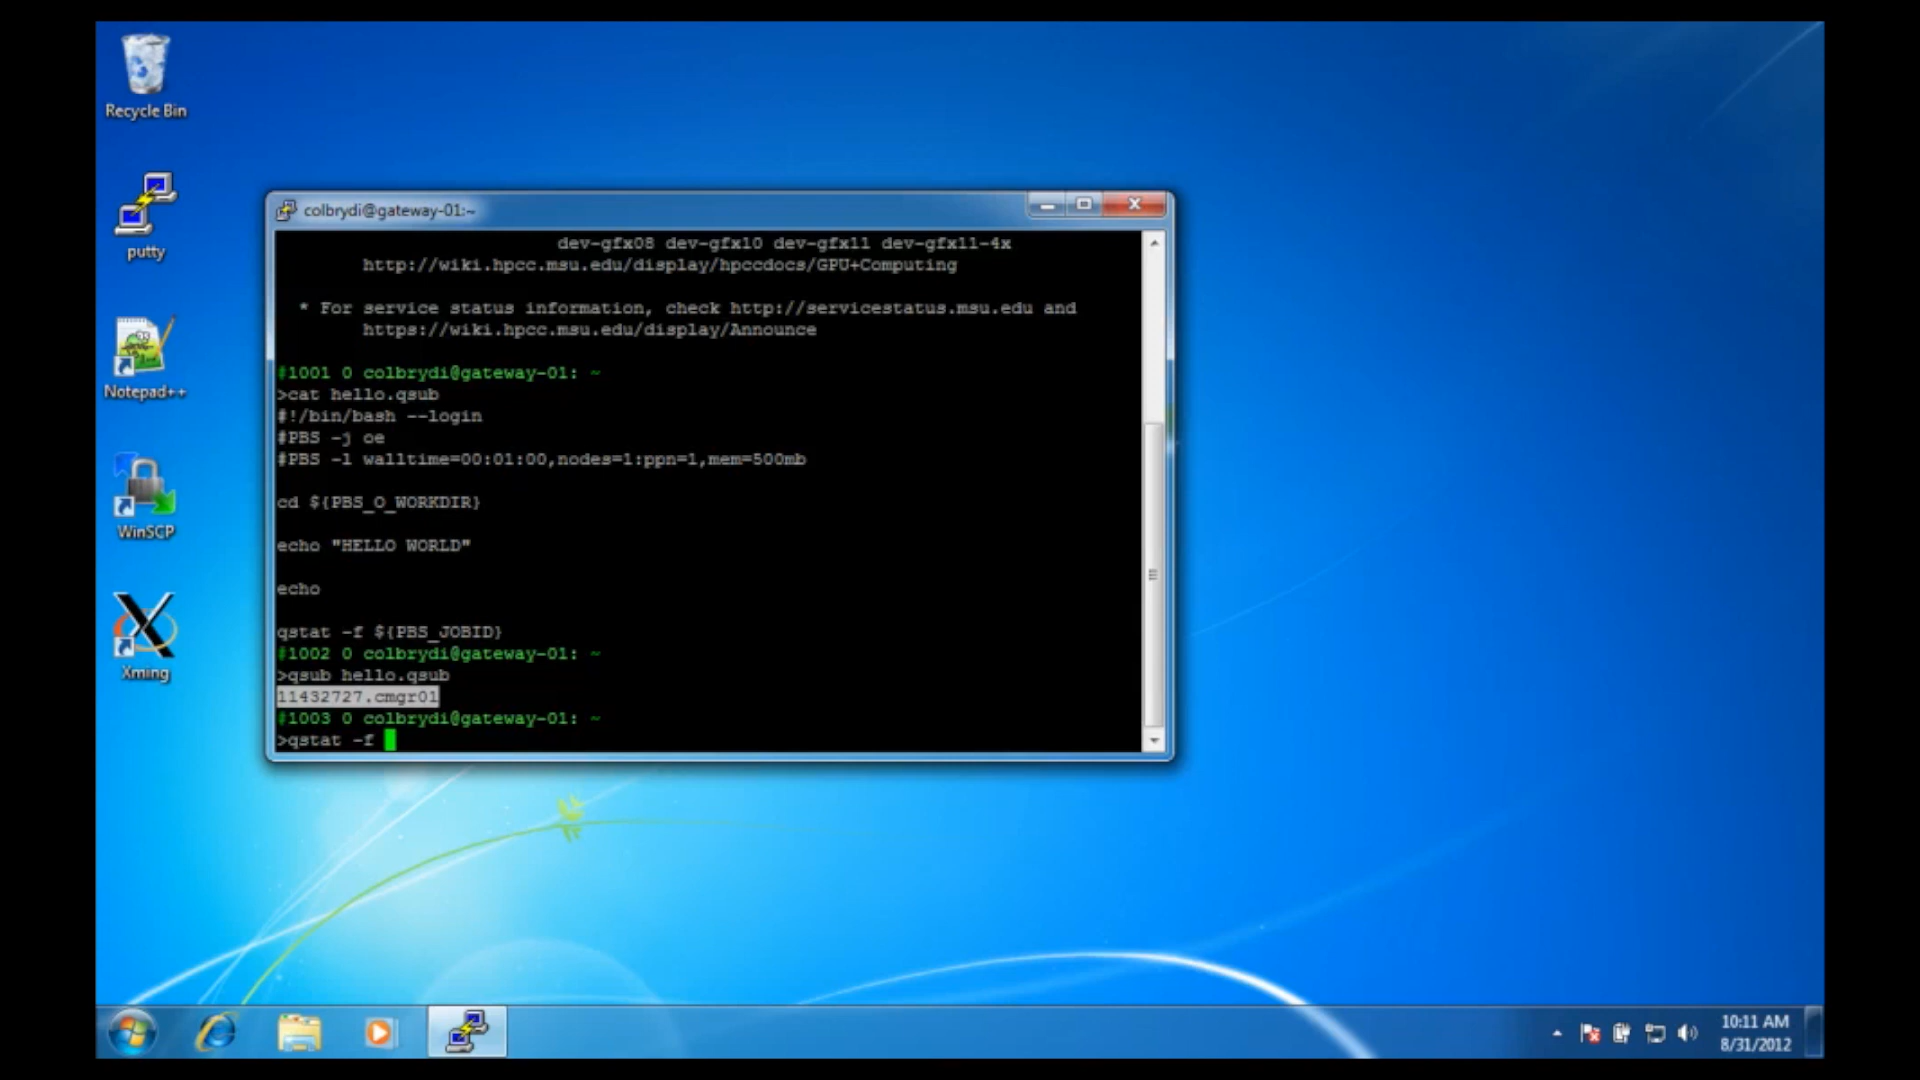 Recycle Bin
putty
Notepad++
WinSCP
Xming
colbrydi@gateway-01:~
dev-gfx08 dev-gfx10 dev-gfx11 dev-gfx11-4x
http://wiki.hpcc.msu.edu/display/hpccdocs/GPU+Computing
* For service status information, check http://servicestatus.msu.edu and
https://wiki.hpcc.msu.edu/display/Announce
#1001 0 colbrydi@gateway-01: ~
>cat hello.qsub
#!/bin/bash --login
#PBS -j oe
#PBS -l walltime=00:01:00,nodes=1:ppn=1,mem=500mb
cd ${PBS_O_WORKDIR}
echo "HELLO WORLD"
echo
qstat -f ${PBS_JOBID}
#1002 0 colbrydi@gateway-01: ~
>qsub hello.qsub
11432727.cmgr01
#1003 0 colbrydi@gateway-01: ~
>qstat -f
10:11 AM
8/31/2012